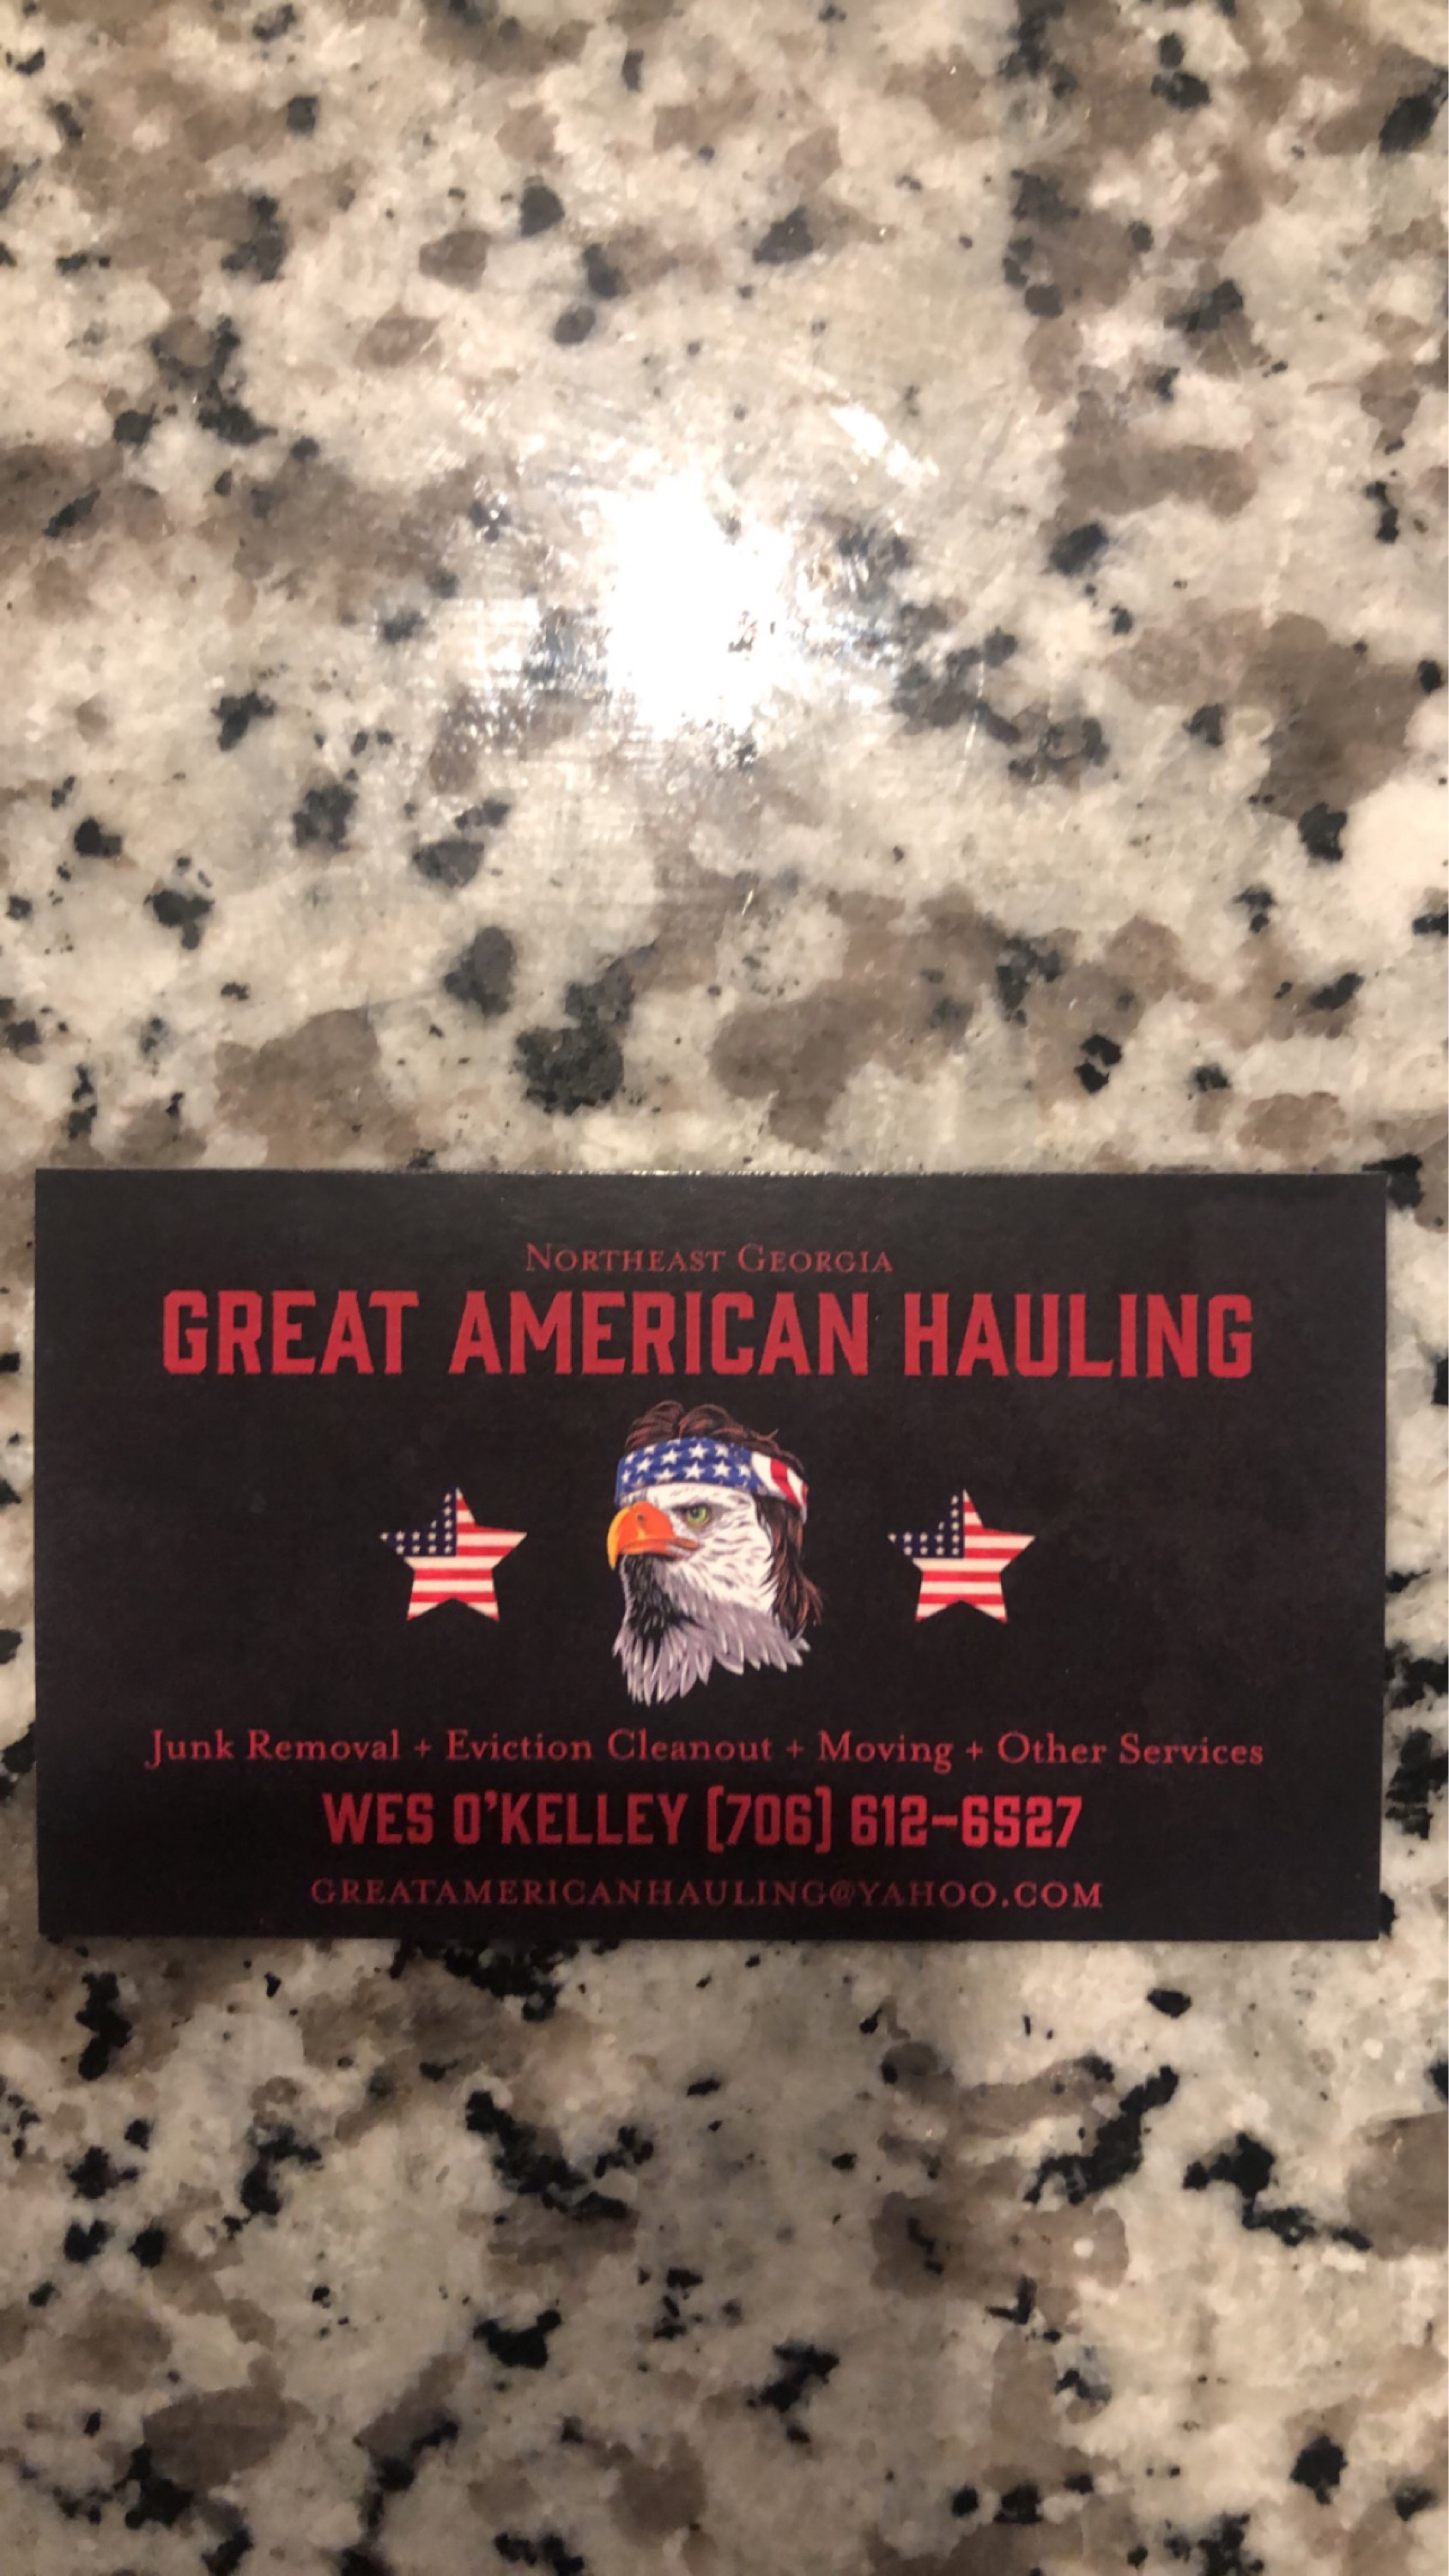 Northeast Georgia
GREAT AMERICAN HAULING
Junk Removal + Eviction Cleanout + Moving + Other Services
WES O'KELLEY (706) 612-6527
GREATAMERICANHAULING@YAHOO.COM